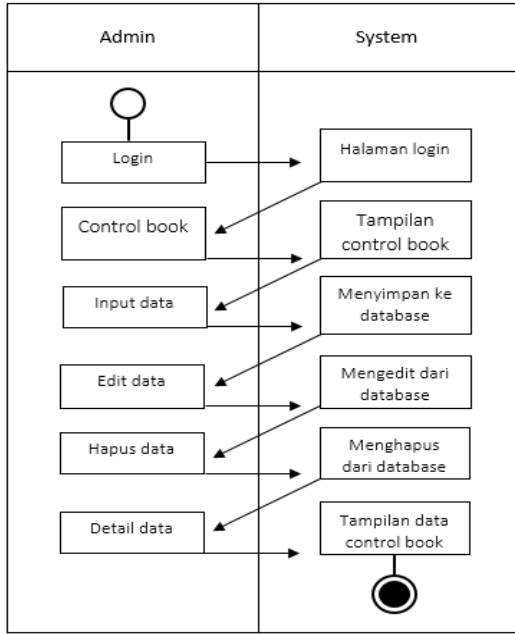 Admin
System
Login
Halaman login
Control book
Tampilan
control book
Input data
Menyimpan ke
database
Edit data
Mengedit dari
database
Hapus data
Menghapus
dari database
Detail data
Tampilan data
control book